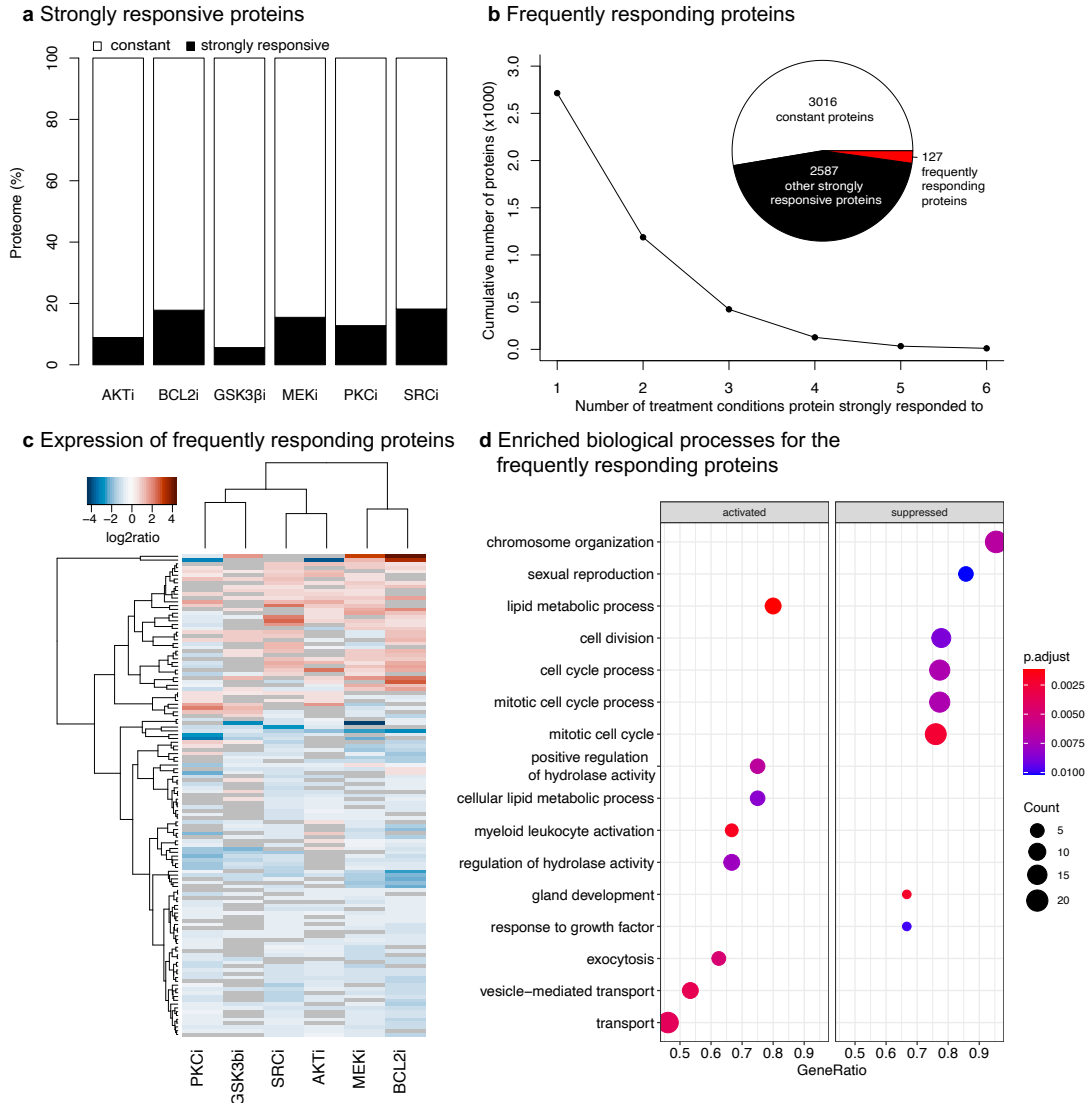 a Strongly responsive proteins
constant
strongly responsive
Proteome (%)
0
20
40
60
80
100
AKTi
BCL2i
GSK3βi
MEKi
PKCi
SRCi
b Frequently responding proteins
Cumulative number of proteins (x1000)
3.0
2.5
2.0
1.5
1.0
0.5
0.0
3016
constant proteins
2587
other strongly
responsive proteins
127
frequently
responding
proteins
1
2
3
4
5
6
Number of treatment conditions protein strongly responded to
c Expression of frequently responding proteins
−4 −2 0 2 4
log2ratio
PKCi
GSK3bi
SRCi
AKTi
MEKi
BCL2i
d Enriched biological processes for the
frequently responding proteins
activated
suppressed
chromosome organization
sexual reproduction
lipid metabolic process
cell division
cell cycle process
mitotic cell cycle process
mitotic cell cycle
positive regulation
of hydrolase activity
cellular lipid metabolic process
myeloid leukocyte activation
regulation of hydrolase activity
gland development
response to growth factor
exocytosis
vesicle−mediated transport
transport
0.5 0.6 0.7 0.8 0.9
0.5 0.6 0.7 0.8 0.9
GeneRatio
p.adjust
0.0025
0.0050
0.0075
0.0100
Count
5
10
15
20